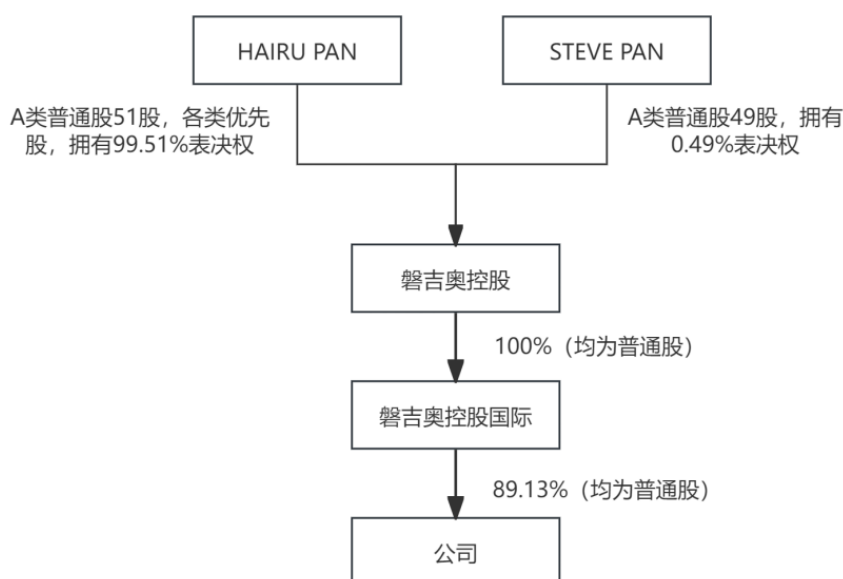 HAIRU PAN
STEVE PAN
A类普通股51股，各类优先
股，拥有99.51%表决权
A类普通股49股，拥有
0.49%表决权
磐吉奥控股
100%（均为普通股）
磐吉奥控股国际
89.13%（均为普通股）
公司